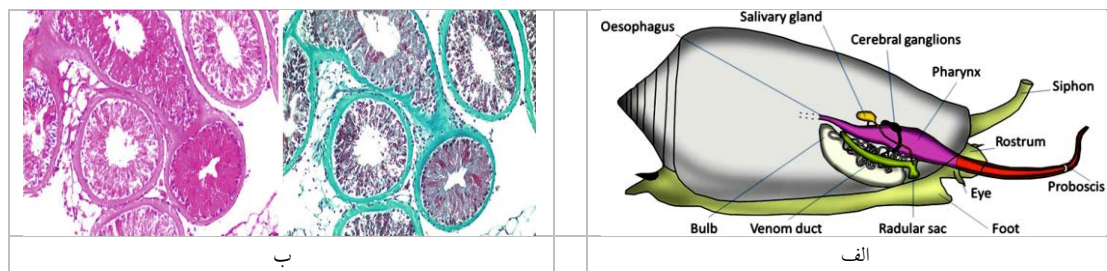 Salivary gland
Oesophagus
Cerebral ganglions
Pharynx
Siphon
Rostrum
Eye
Proboscis
Bulb
Venom duct
Radular sac
Foot
الف
ب